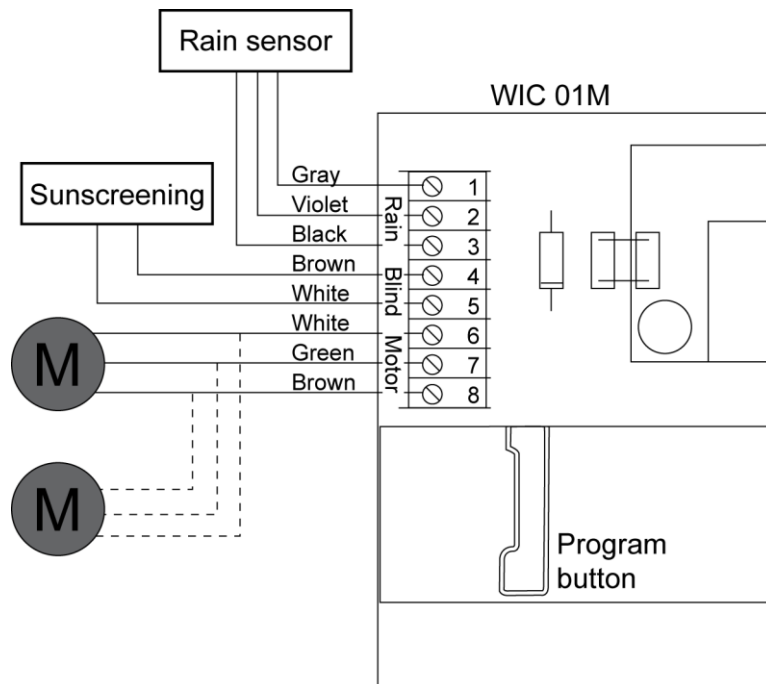 Rain sensor
WIC 01M
Sunscreening
Gray
1
Violet
2
Black
3
Brown
4
White
5
White
6
Green
7
Brown
8
Rain
Blind
Motor
M
M
Program
button